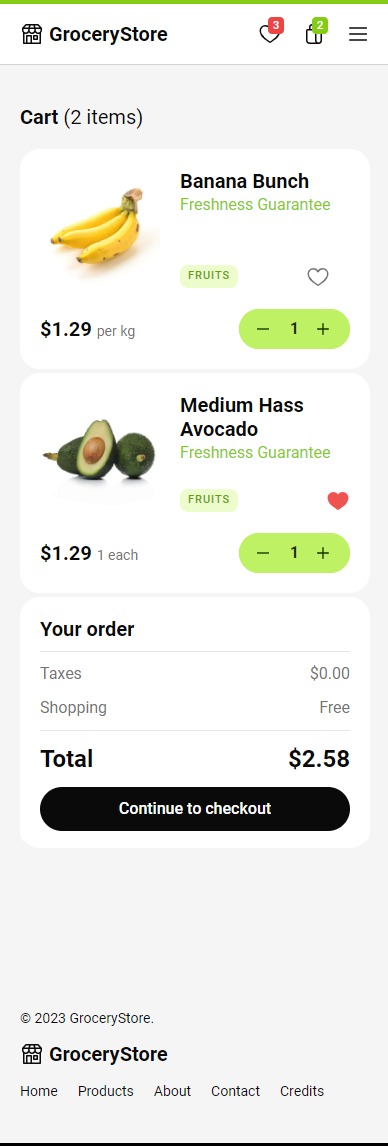 GroceryStore
3
2
Cart (2 items)
Banana Bunch
Freshness Guarantee
FRUITS
$1.29 per kg
1
Medium Hass
Avocado
Freshness Guarantee
FRUITS
$1.29 1 each
1
Your order
Taxes $0.00
Shopping Free
Total $2.58
Continue to checkout
© 2023 GroceryStore.
GroceryStore
Home Products About Contact Credits